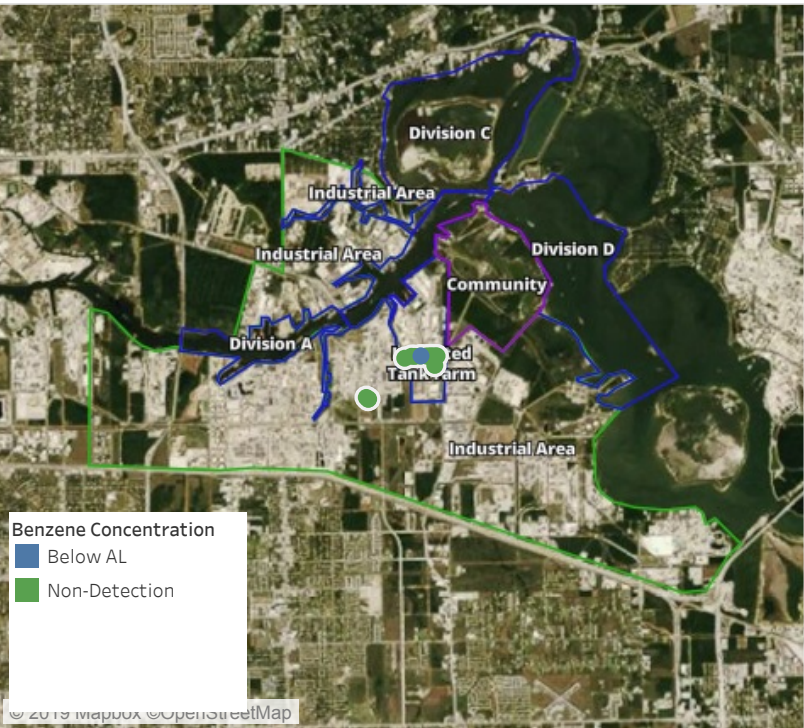 Division C
Industrial Area
Industrial Area
Division D
Community
Division A
Tank Farm
Industrial Area
Benzene Concentration
Below AL
Non-Detection
© 2019 Mapbox ©OpenStreetMap